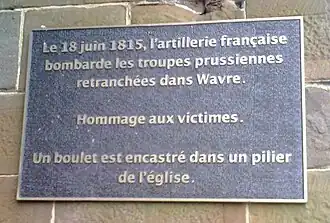 Le 18 juin 1815, l'artillerie française
bombarde les troupes prussiennes
retranchées dans Wavre.
Hommage aux victimes.
Un boulet est encastré dans un pilier
de l'église.